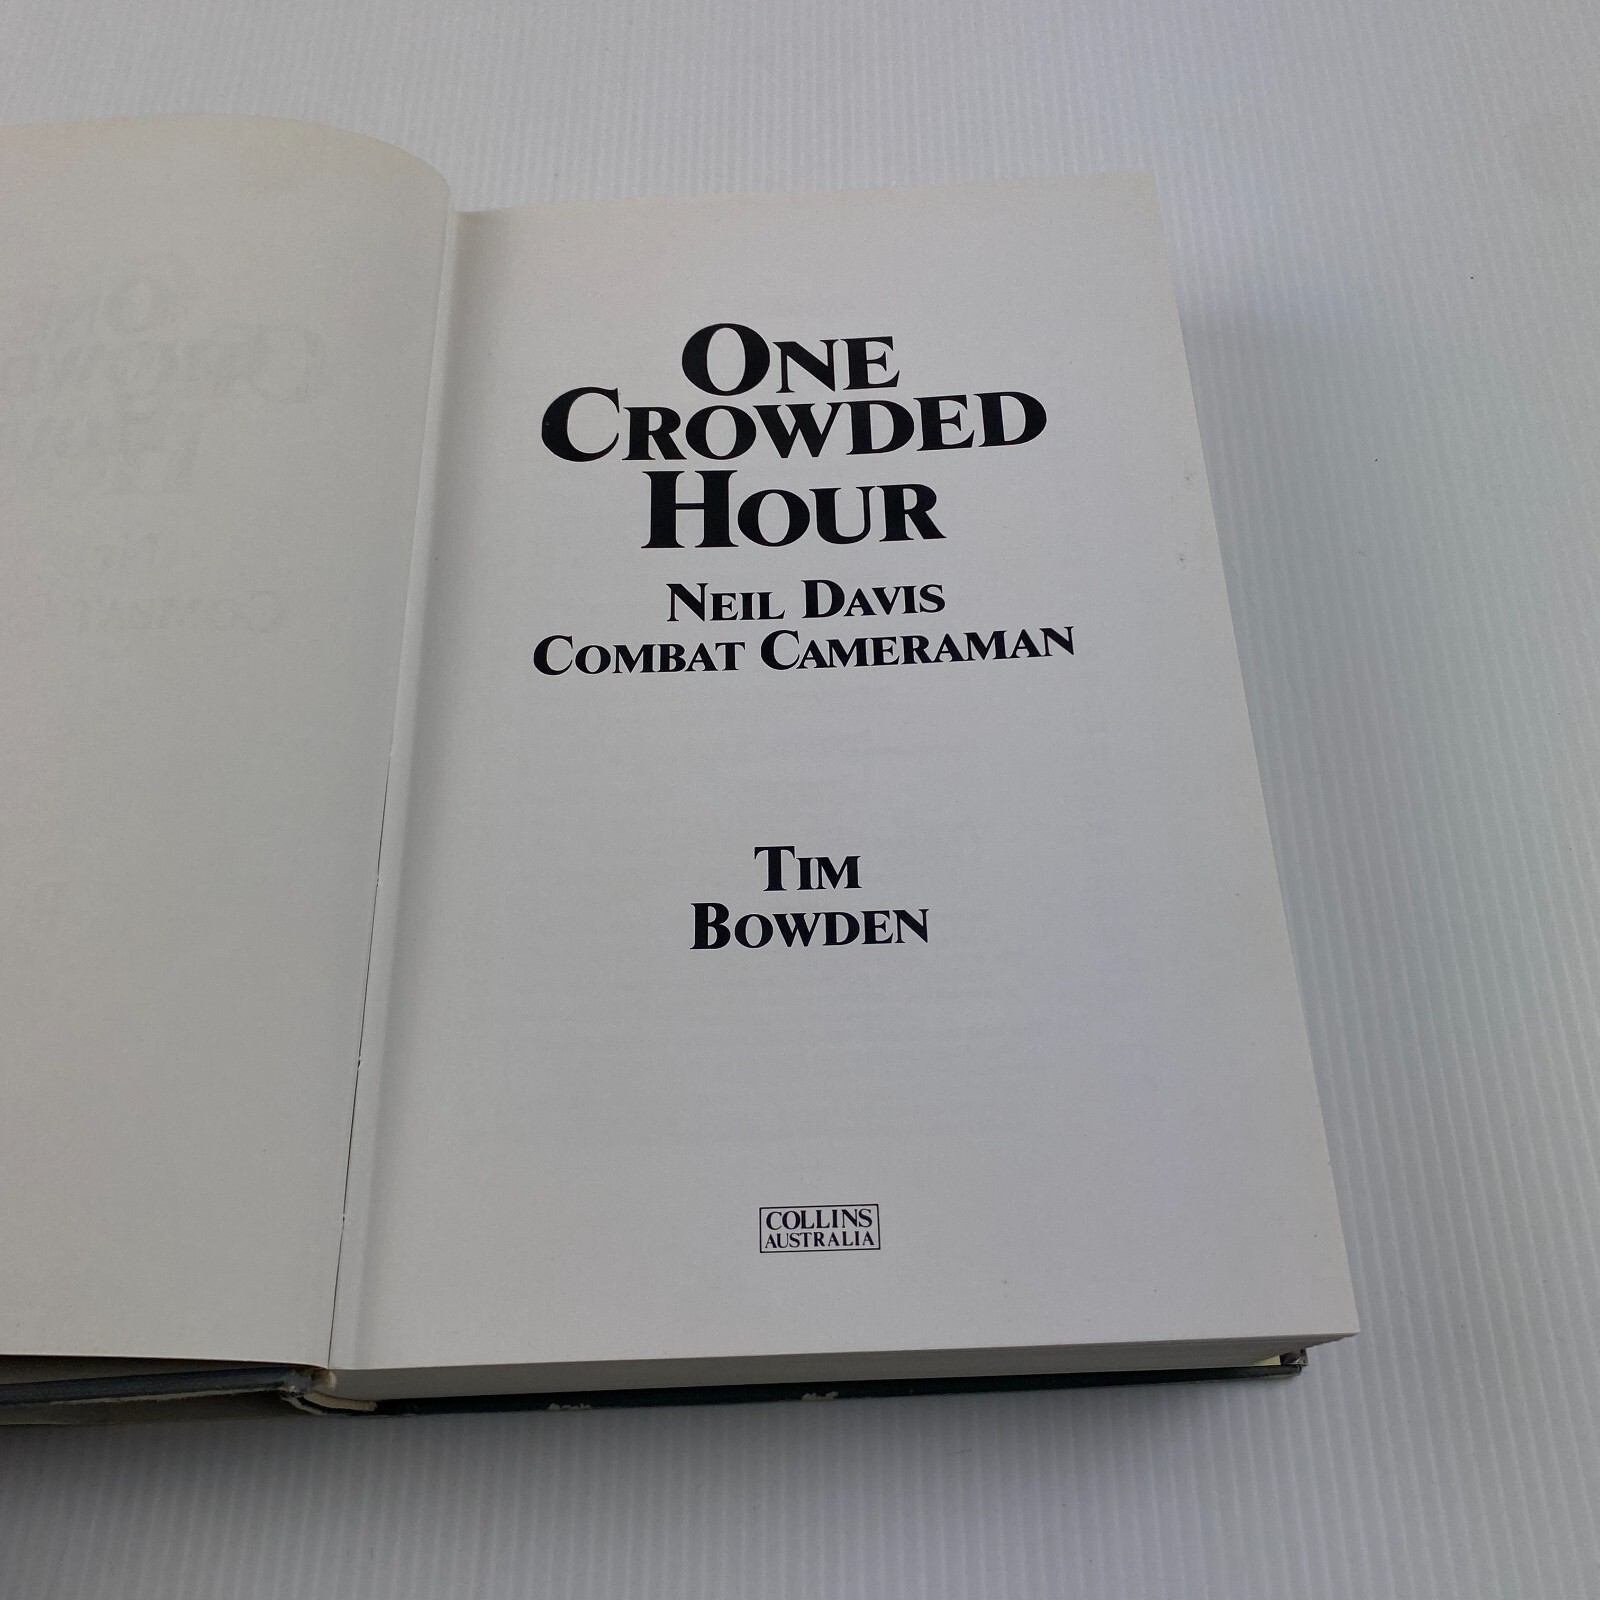 ONE
CROWDED
HOUR
NEIL DAVIS
COMBAT CAMERAMAN
TIM
BOWDEN
COLLINS
AUSTRALIA